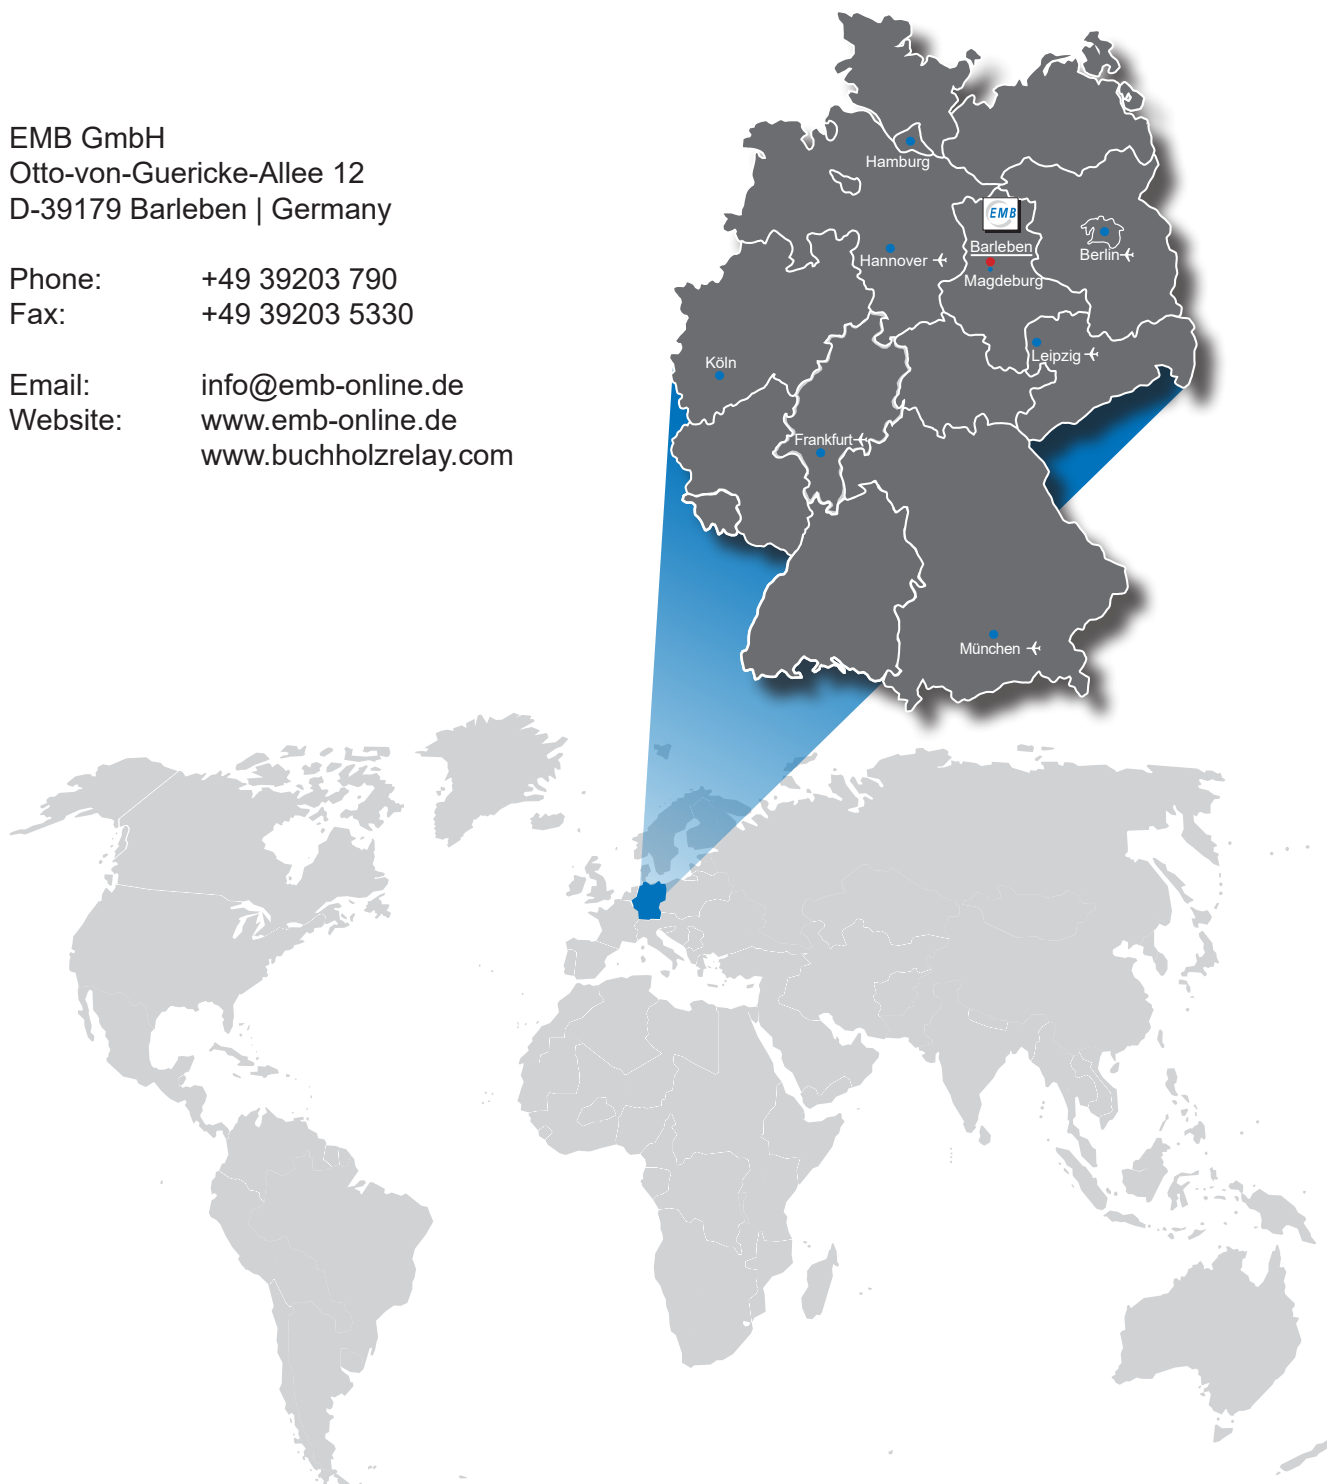 EMB GmbH
Otto-von-Guericke-Allee 12
D-39179 Barleben | Germany
Phone: +49 39203 790
Fax: +49 39203 5330
Email: info@emb-online.de
Website: www.emb-online.de
www.buchholzrelay.com
Hamburg
EMB
Barleben
Hannover
Berlin
Magdeburg
Leipzig
Köln
Frankfurt
München